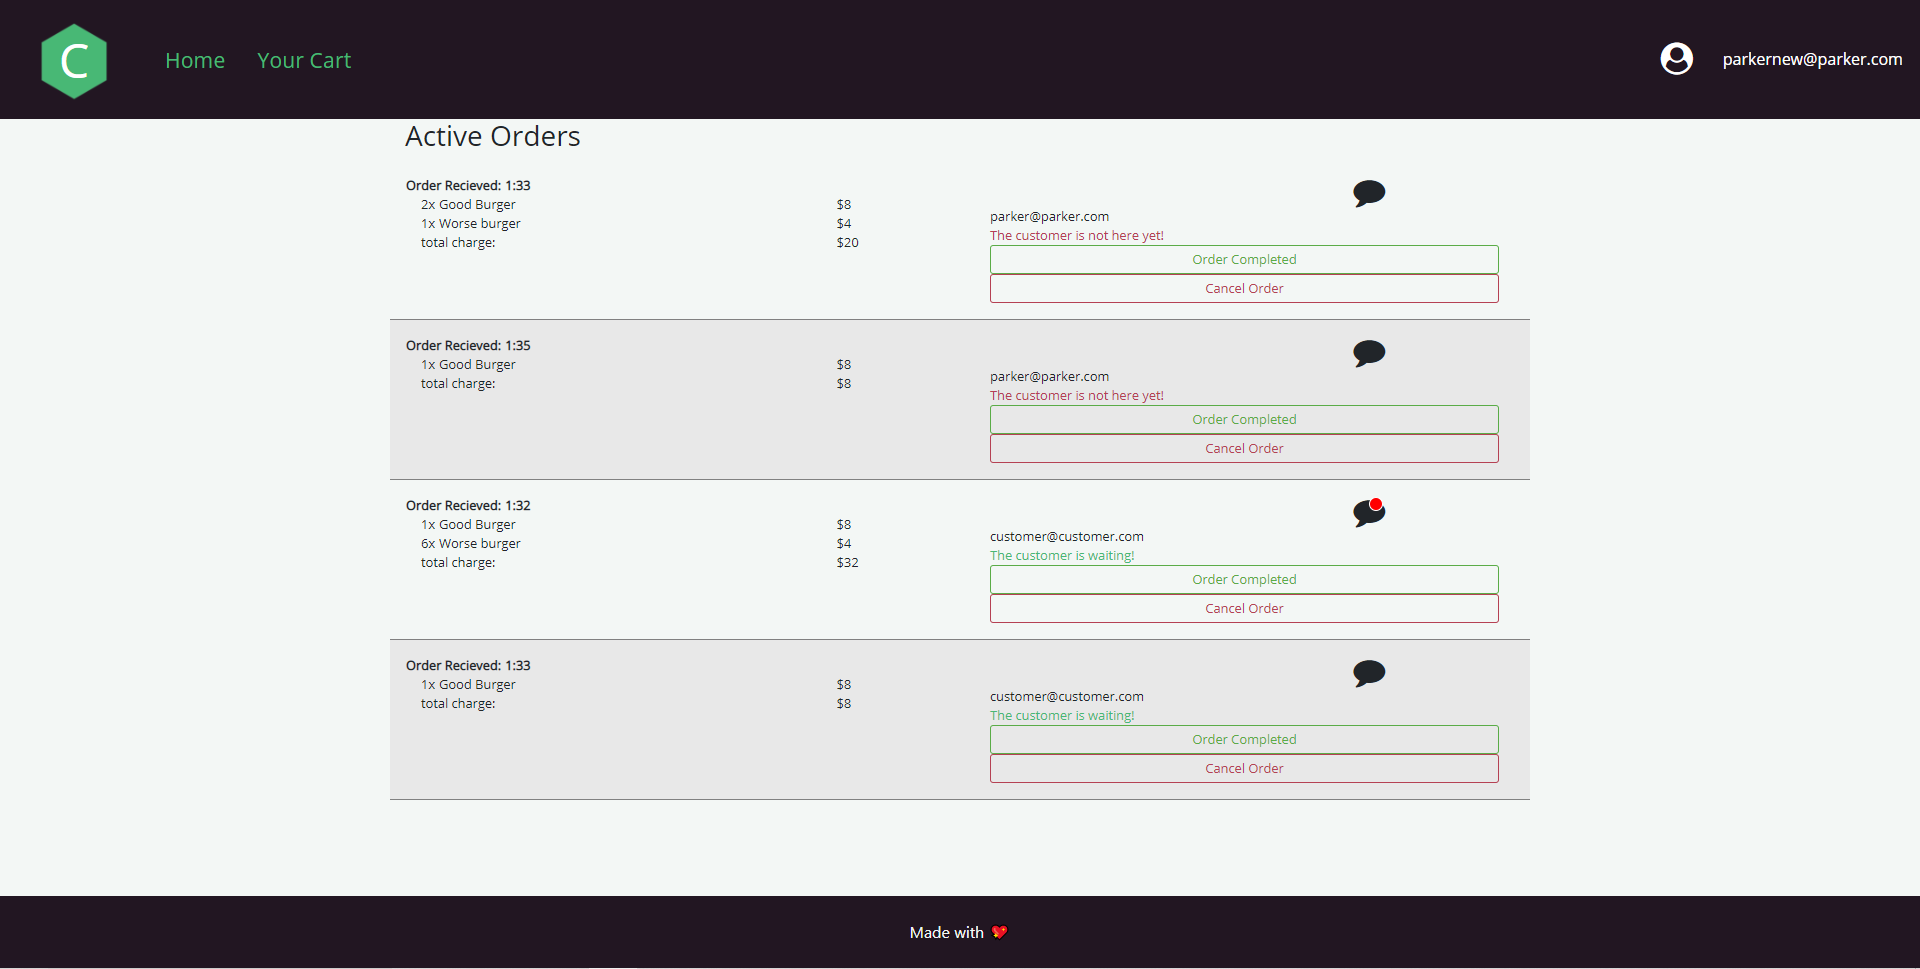 C
Home
Your Cart
parkernew@parker.com
Active Orders
Order Recieved: 1:33
2x Good Burger $8
1x Worse burger $4
total charge: $20
parker@parker.com
The customer is not here yet!
Order Completed
Cancel Order
Order Recieved: 1:35
1x Good Burger $8
total charge: $8
parker@parker.com
The customer is not here yet!
Order Completed
Cancel Order
Order Recieved: 1:32
1x Good Burger $8
6x Worse burger $4
total charge: $32
customer@customer.com
The customer is waiting!
Order Completed
Cancel Order
Order Recieved: 1:33
1x Good Burger $8
total charge: $8
customer@customer.com
The customer is waiting!
Order Completed
Cancel Order
Made with 💖